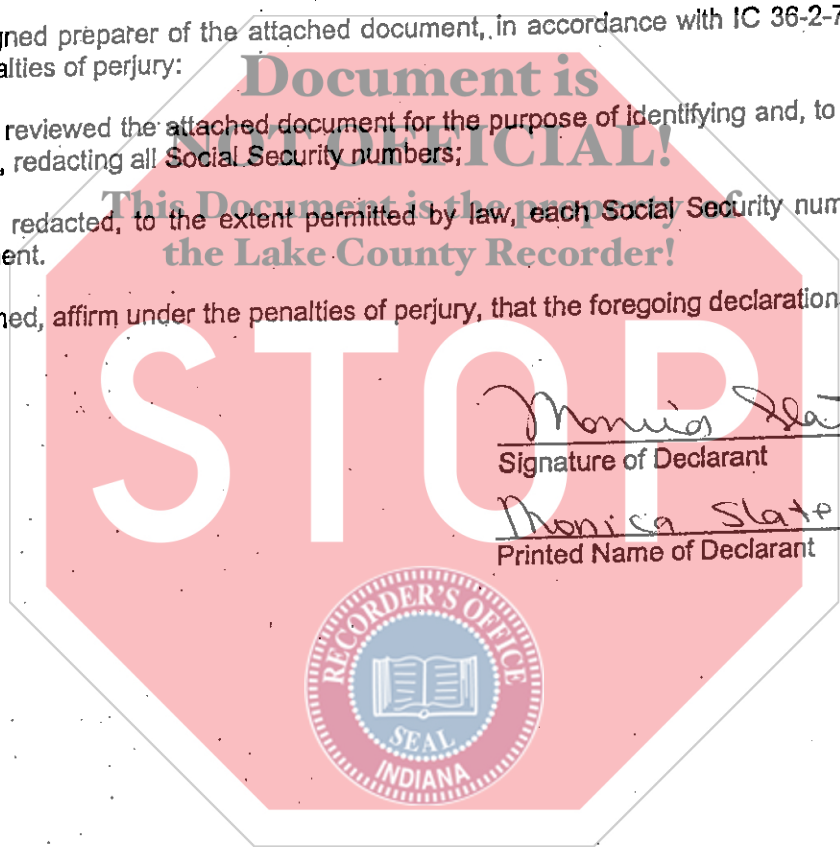 gned preparer of the attached document, in accordance with IC 36-2-7
alties of perjury:
Document is
reviewed the attached document for the purpose of identifying and, to
NOT OFFICIAL!
, redacting all Social Security numbers;
This Document is the property of
redacted, to the extent permitted by law, each Social Security num
ent.
the Lake County Recorder!
ned, affirm under the penalties of perjury, that the foregoing declaration
STOP
Monica Slat
Signature of Declarant
Monica Slate
Printed Name of Declarant
RECORDER'S OFFICE
SEAL
INDIANA